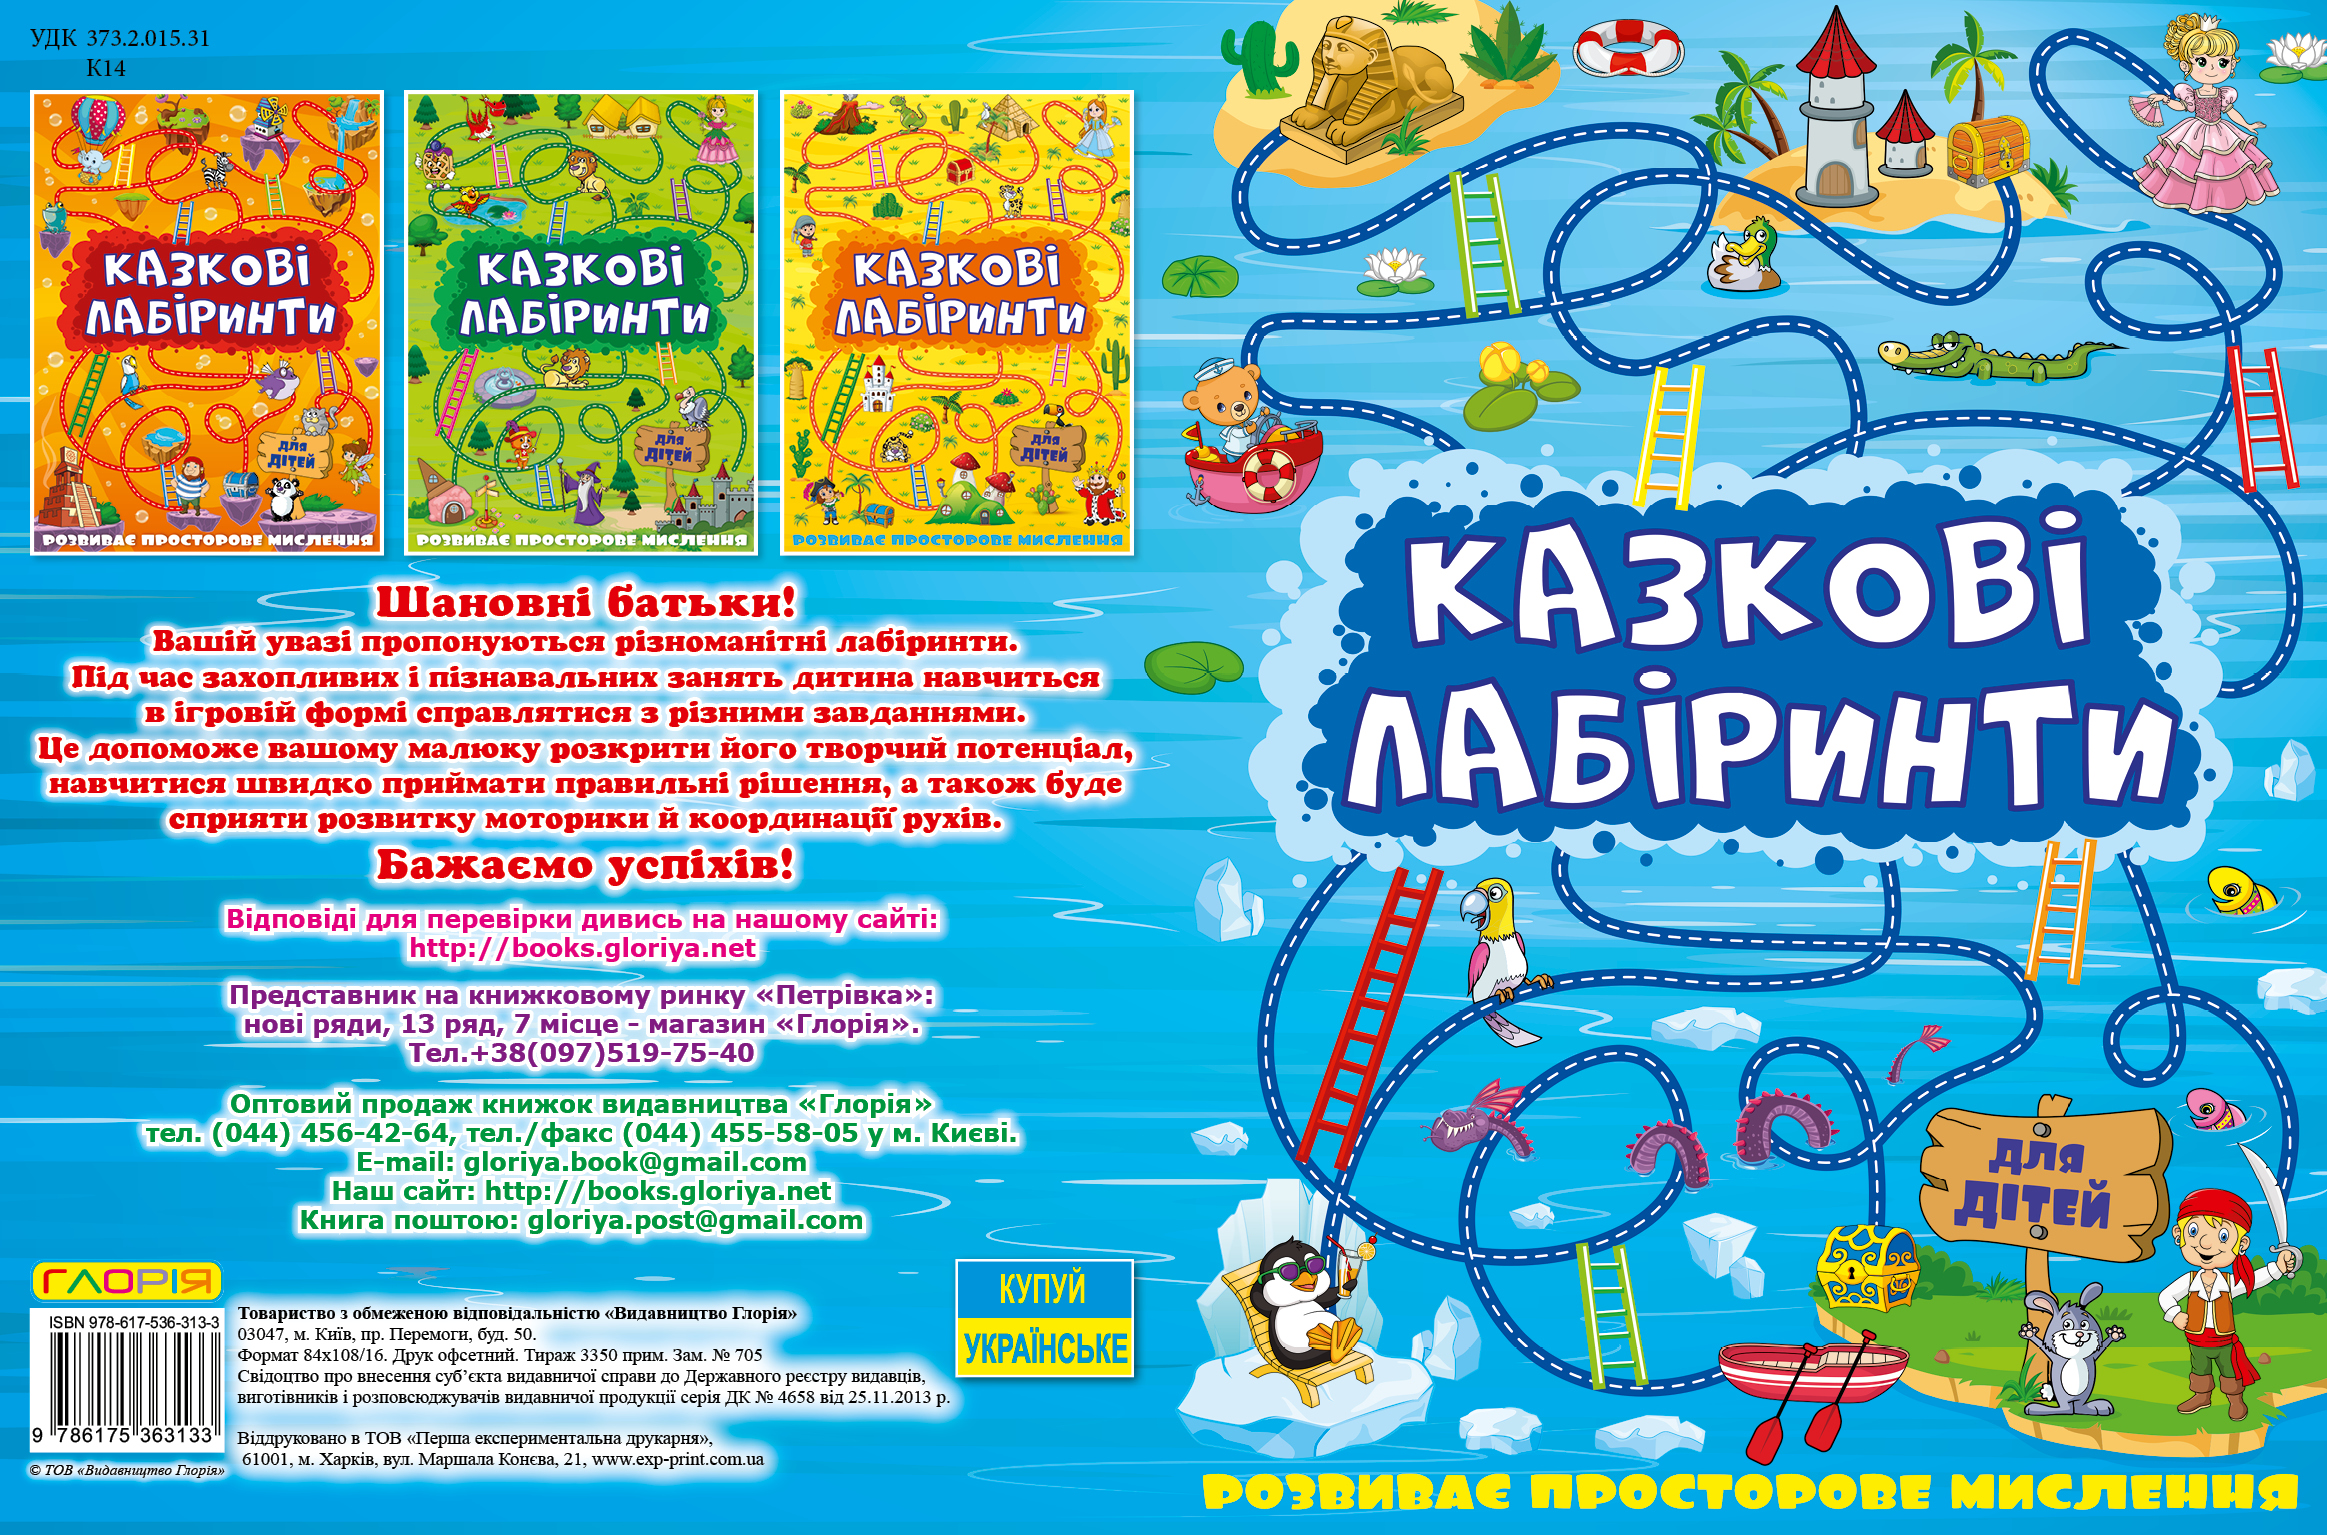 УДК 373.2.015.31
К14
КАЗКОВІ
ЛАБІРИНТИ
ДЛЯ
ДІТЕЙ
РОЗВИВАЄ ПРОСТОРОВЕ МИСЛЕННЯ
КАЗКОВІ
ЛАБІРИНТИ
ДЛЯ
ДІТЕЙ
РОЗВИВАЄ ПРОСТОРОВЕ МИСЛЕННЯ
КАЗКОВІ
ЛАБІРИНТИ
ДЛЯ
ДІТЕЙ
РОЗВИВАЄ ПРОСТОРОВЕ МИСЛЕННЯ
Шановні батьки!
Вашій увазі пропонуються різноманітні лабіринти.
Під час захопливих і пізнавальних занять дитина навчиться
в ігровій формі справлятися з різними завданнями.
Це допоможе вашому малюку розкрити його творчий потенціал,
навчитися швидко приймати правильні рішення, а також буде
сприяти розвитку моторики й координації рухів.
Бажаємо успіхів!
Відповіді для перевірки дивись на нашому сайті:
http://books.gloriya.net
Представник на книжковому ринку «Петрівка»:
нові ряди, 13 ряд, 7 місце - магазин «Глорія».
Тел.+38(097)519-75-40
Оптовий продаж книжок видавництва «Глорія»
тел. (044) 456-42-64, тел./факс (044) 455-58-05 у м. Києві.
E-mail: gloriya.book@gmail.com
Наш сайт: http://books.gloriya.net
Книга поштою: gloriya.post@gmail.com
ГЛОРІЯ
ISBN 978-617-536-313-3
9 786175 363133
© ТОВ «Видавництво Глорія»
Товариство з обмеженою відповідальністю «Видавництво Глорія»
03047, м. Київ, пр. Перемоги, буд. 50.
Формат 84х108/16. Друк офсетний. Тираж 3350 прим. Зам. № 705
Свідоцтво про внесення суб’єкта видавничої справи до Державного реєстру видавців,
виготівників і розповсюджувачів видавничої продукції серія ДК № 4658 від 25.11.2013 р.
Віддруковано в ТОВ «Перша експериментальна друкарня»,
61001, м. Харків, вул. Маршала Конєва, 21, www.exp-print.com.ua
КУПУЙ
УКРАЇНСЬКЕ
КАЗКОВІ
ЛАБІРИНТИ
ДЛЯ
ДІТЕЙ
РОЗВИВАЄ ПРОСТОРОВЕ МИСЛЕННЯ